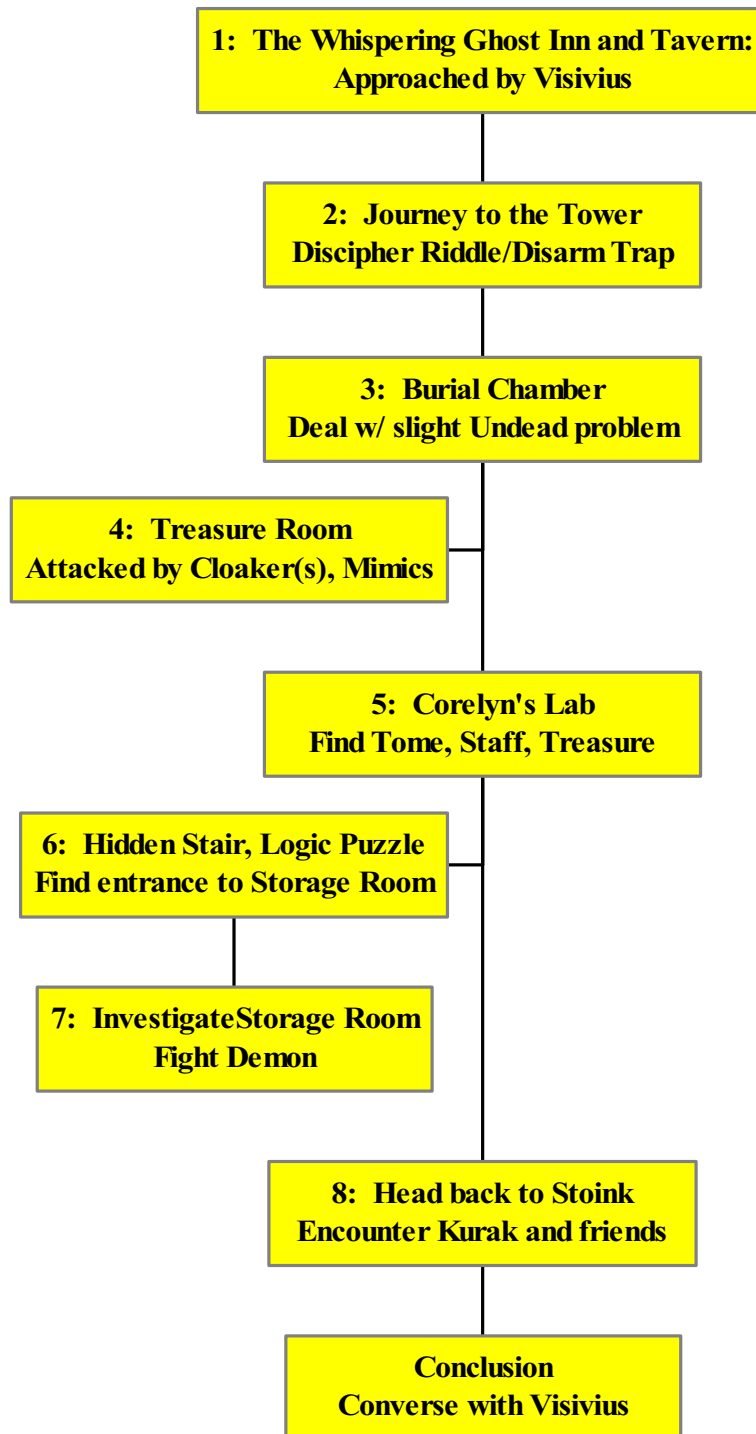 1:  The Whispering Ghost Inn and Tavern:
Approached by Visivius
2:  Journey to the Tower
Discipher Riddle/Disarm Trap
3:  Burial Chamber
Deal w/ slight Undead problem
4:  Treasure Room
Attacked by Cloaker(s), Mimics
5:  Corelyn's Lab
Find Tome, Staff, Treasure
6:  Hidden Stair, Logic Puzzle
Find entrance to Storage Room
7:  InvestigateStorage Room
Fight Demon
8:  Head back to Stoink
Encounter Kurak and friends
Conclusion
Converse with Visivius